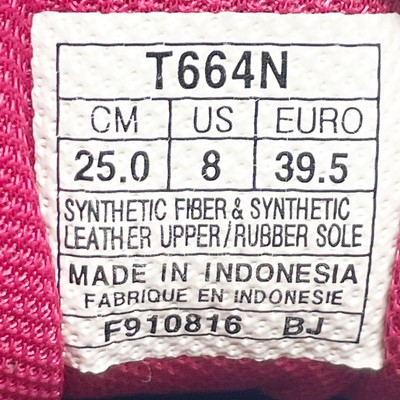 T664N
CM US EURO
25.0 8 39.5
SYNTHETIC FIBER & SYNTHETIC
LEATHER UPPER/RUBBER SOLE
MADE IN INDONESIA
FABRIQUE EN INDONESIE
F910816 BJ